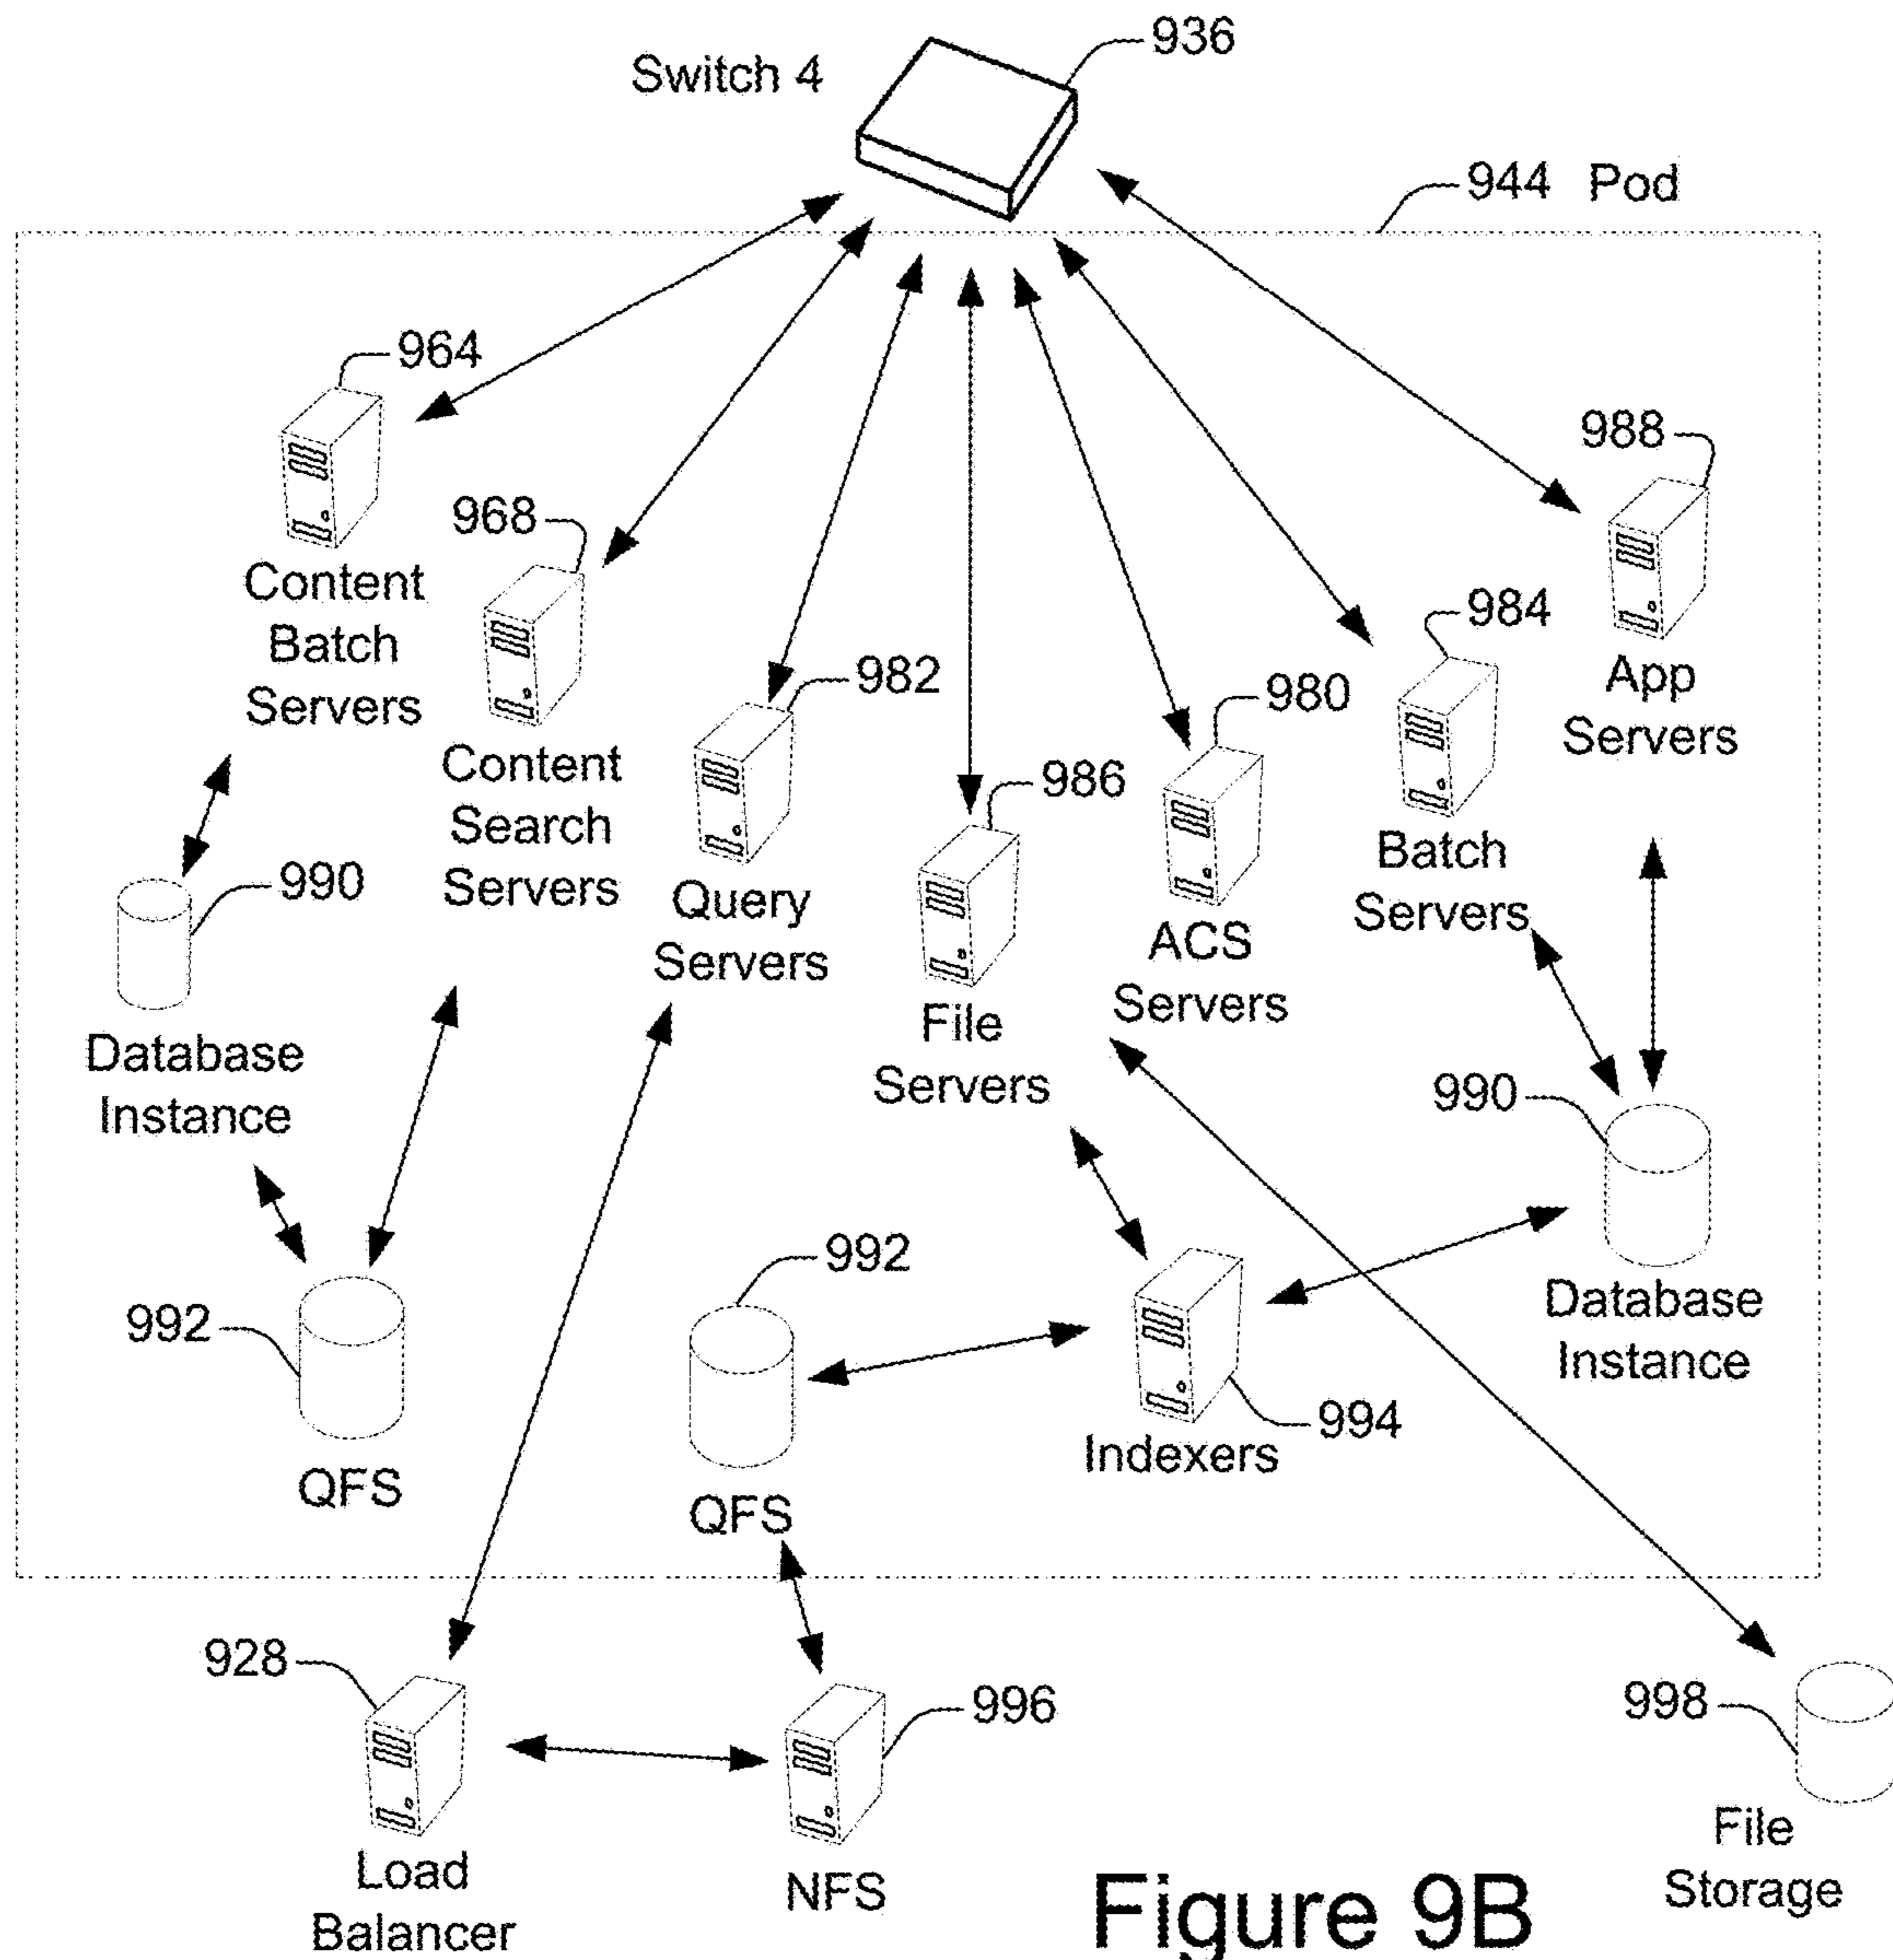 936
Switch 4
944 Pod
964
988
968
Content
Batch
Servers
984
982
980
App
Servers
Content
Search
Servers
986
Batch
Servers
990
Query
Servers
ACS
Servers
File
Servers
Database
Instance
990
992
992
Database
Instance
994
Indexers
QFS
QFS
928
996
998
Load
Balancer
NFS
File
Storage
Figure 9B